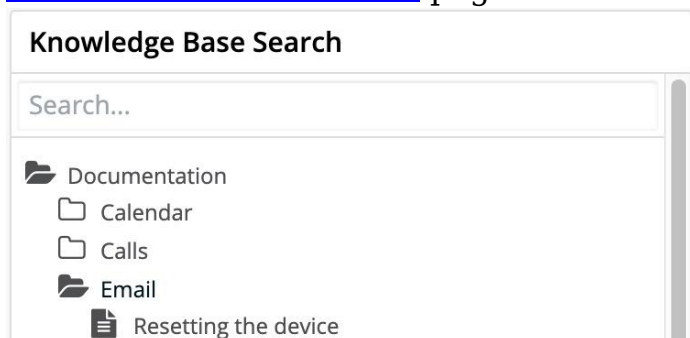 Knowledge Base Search
Search...
Documentation
Calendar
Calls
Email
Resetting the device